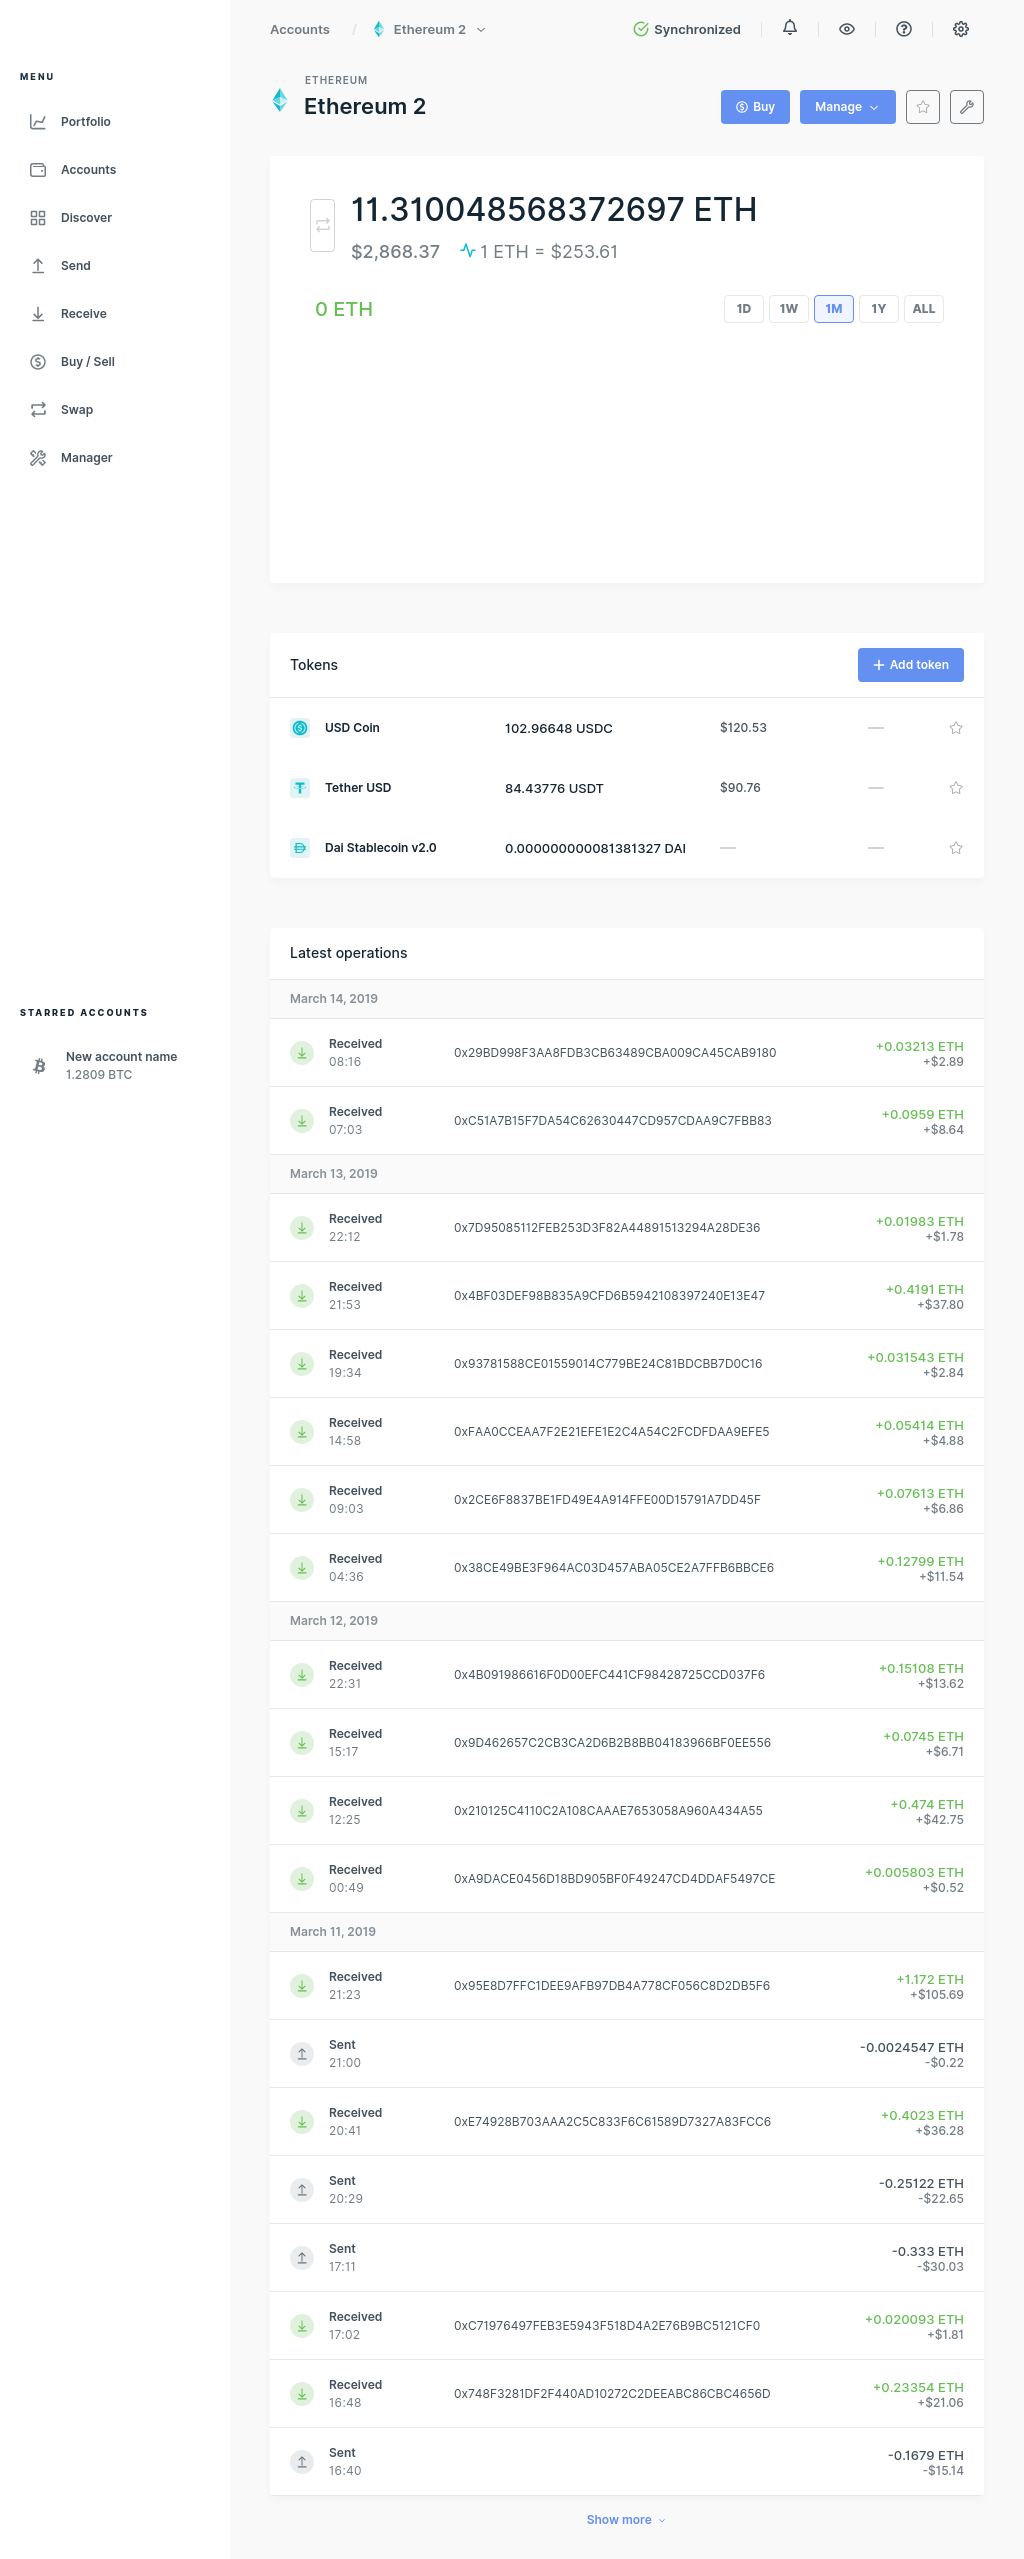 Accounts / Ethereum 2
Synchronized
MENU
Portfolio
Accounts
Discover
Send
Receive
Buy / Sell
Swap
Manager
STARRED ACCOUNTS
New account name
1.2809 BTC
ETHEREUM
Ethereum 2
Buy
Manage
11.310048568372697 ETH
$2,868.37 1 ETH = $253.61
0 ETH
1D 1W 1M 1Y ALL
Tokens
Add token
USD Coin 102.96648 USDC $120.53 —
Tether USD 84.43776 USDT $90.76 —
Dai Stablecoin v2.0 0.000000000081381327 DAI — —
Latest operations
March 14, 2019
Received 0x29BD998F3AA8FDB3CB63489CBA009CA45CAB9180 +0.03213 ETH
08:16 +$2.89
Received 0xC51A7B15F7DA54C62630447CD957CDAA9C7FBB83 +0.0959 ETH
07:03 +$8.64
March 13, 2019
Received 0x7D95085112FEB253D3F82A44891513294A28DE36 +0.01983 ETH
22:12 +$1.78
Received 0x4BF03DEF98B835A9CFD6B5942108397240E13E47 +0.4191 ETH
21:53 +$37.80
Received 0x93781588CE01559014C779BE24C81BDCBB7D0C16 +0.031543 ETH
19:34 +$2.84
Received 0xFAA0CCEAA7F2E21EFE1E2C4A54C2FCDFDAA9EFE5 +0.05414 ETH
14:58 +$4.88
Received 0x2CE6F8837BE1FD49E4A914FFE00D15791A7DD45F +0.07613 ETH
09:03 +$6.86
Received 0x38CE49BE3F964AC03D457ABA05CE2A7FFB6BBCE6 +0.12799 ETH
04:36 +$11.54
March 12, 2019
Received 0x4B091986616F0D00EFC441CF98428725CCD037F6 +0.15108 ETH
22:31 +$13.62
Received 0x9D462657C2CB3CA2D6B2B8BB04183966BF0EE556 +0.0745 ETH
15:17 +$6.71
Received 0x210125C4110C2A108CAAAE7653058A960A434A55 +0.474 ETH
12:25 +$42.75
Received 0xA9DACE0456D18BD905BF0F49247CD4DDAF5497CE +0.005803 ETH
00:49 +$0.52
March 11, 2019
Received 0x95E8D7FFC1DEE9AFB97DB4A778CF056C8D2DB5F6 +1.172 ETH
21:23 +$105.69
Sent -0.0024547 ETH
21:00 -$0.22
Received 0xE74928B703AAA2C5C833F6C61589D7327A83FCC6 +0.4023 ETH
20:41 +$36.28
Sent -0.25122 ETH
20:29 -$22.65
Sent -0.333 ETH
17:11 -$30.03
Received 0xC71976497FEB3E5943F518D4A2E76B9BC5121CF0 +0.020093 ETH
17:02 +$1.81
Received 0x748F3281DF2F440AD10272C2DEEABC86CBC4656D +0.23354 ETH
16:48 +$21.06
Sent -0.1679 ETH
16:40 -$15.14
Show more